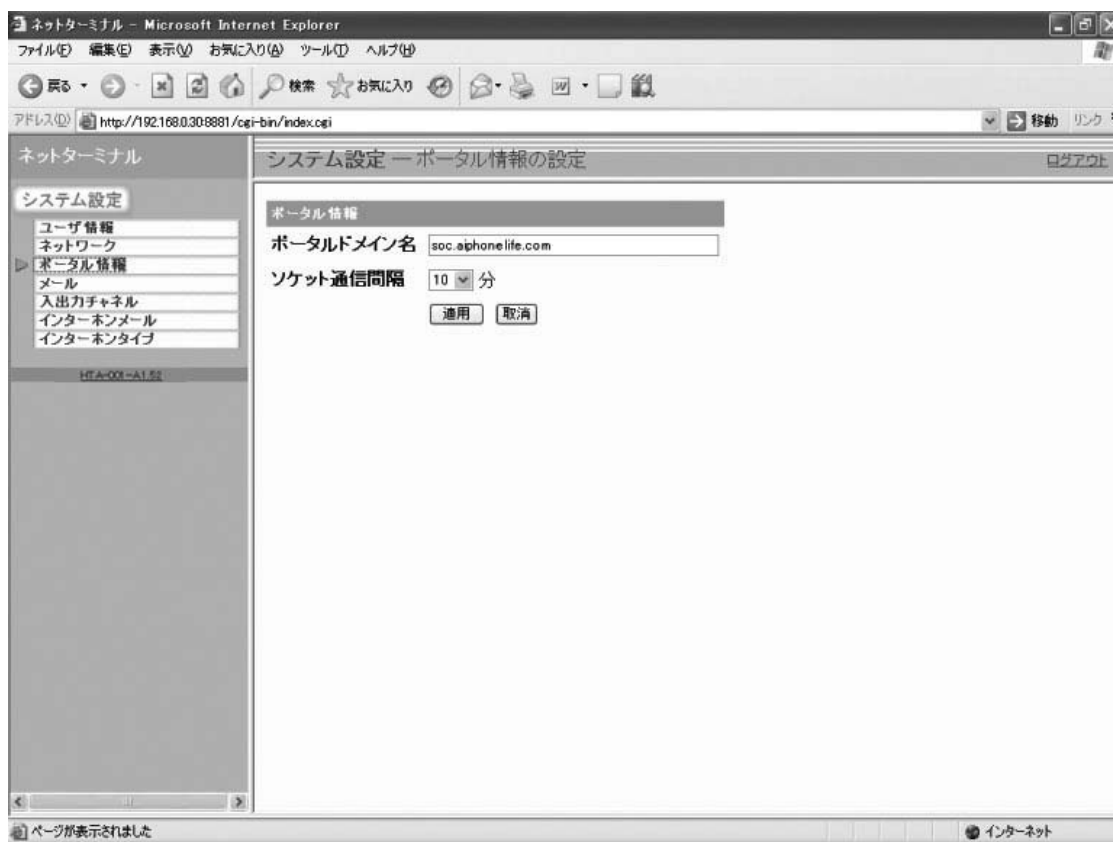 ネットターミナル - Microsoft Internet Explorer
ファイル(F) 編集(E) 表示(V) お気に入り(A) ツール(T) ヘルプ(H)
戻る 検索 お気に入り
アドレス(D) http://192.168.0.30:8881/cgi-bin/index.cgi 移動 リンク
ネットターミナル
システム設定 ー ポータル情報の設定
ログアウト
システム設定
ユーザ情報
ネットワーク
ポータル情報
メール
入出力チャネル
インターホンメール
インターホンタイプ
HTA-001-A1.52
ポータル情報
ポータルドメイン名 soc.aiphonelife.com
ソケット通信間隔 10 分
適用 取消
ページが表示されました インターネット